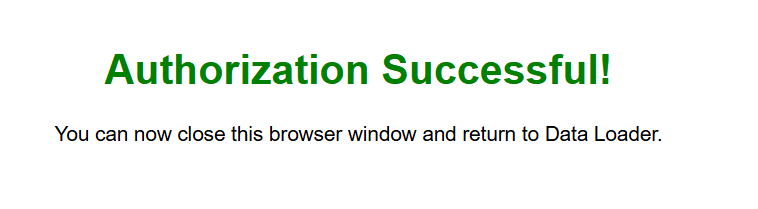 Authorization Successful!
You can now close this browser window and return to Data Loader.